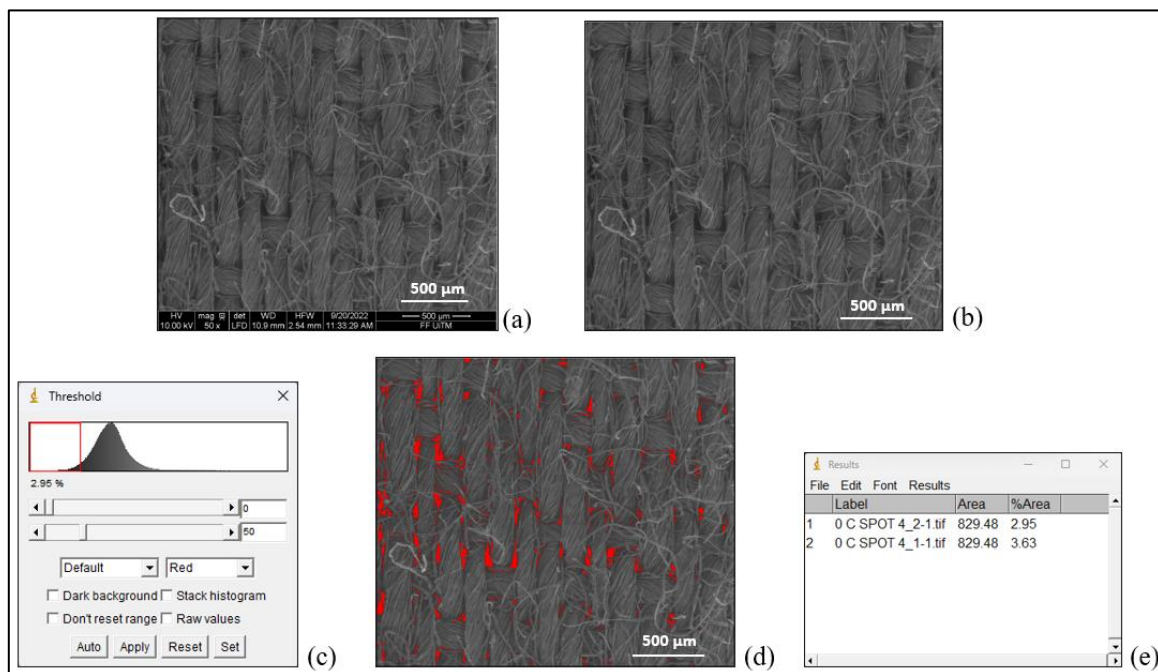 500 µm
HV mag det WD HFW 9/20/2022 500 µm
10.00 kV 50 x LFD 10.9 mm 2.54 mm 11:33:29 AM FF UiTM
(a)
500 µm
(b)
Threshold
2.95 %
0
50
Default Red
Dark background Stack histogram
Don't reset range Raw values
Auto Apply Reset Set
(c)
500 µm
(d)
Results
File Edit Font Results
Label Area %Area
1 0 C SPOT 4_2-1.tif 829.48 2.95
2 0 C SPOT 4_1-1.tif 829.48 3.63
(e)